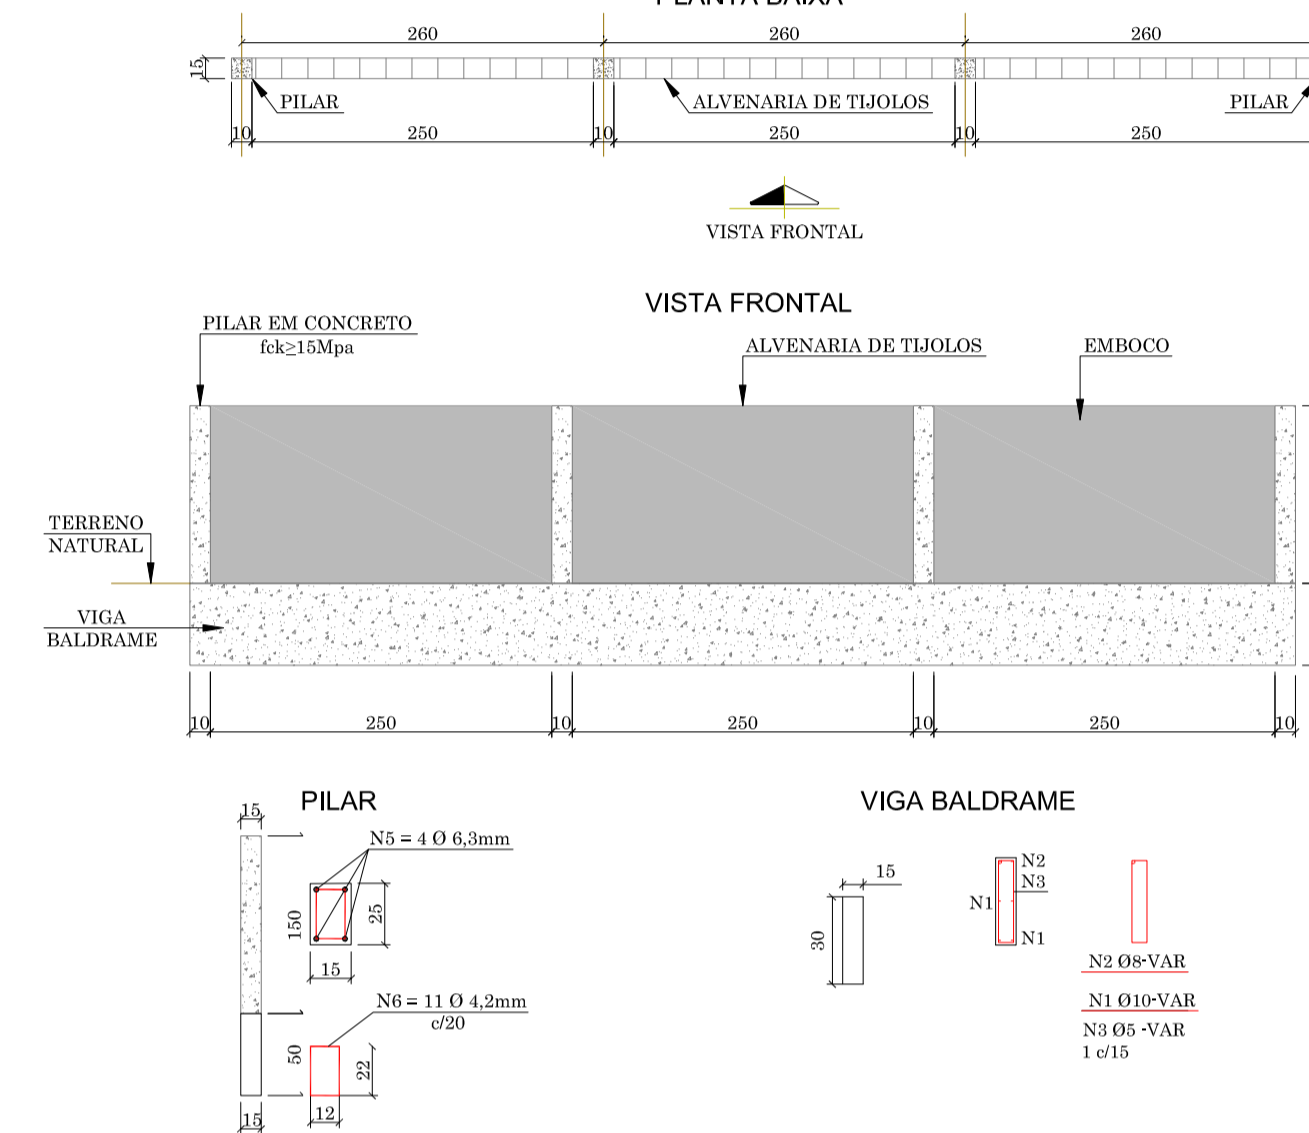 PLANTA BAIXA
260 260 260
15
PILAR
ALVENARIA DE TIJOLOS
PILAR
10 250 10 250 10 250
VISTA FRONTAL
VISTA FRONTAL
PILAR EM CONCRETO
fck≥15Mpa
ALVENARIA DE TIJOLOS
EMBOCO
TERRENO
NATURAL
VIGA
BALDRAME
10 250 10 250 10 250 10
PILAR
15
N5 = 4 Ø 6,3mm
150
25
15
N6 = 11 Ø 4,2mm
c/20
50
22
12
15
VIGA BALDRAME
15
30
N2
N3
N1
N1
N2 Ø8-VAR
N1 Ø10-VAR
N3 Ø5 -VAR
1 c/15